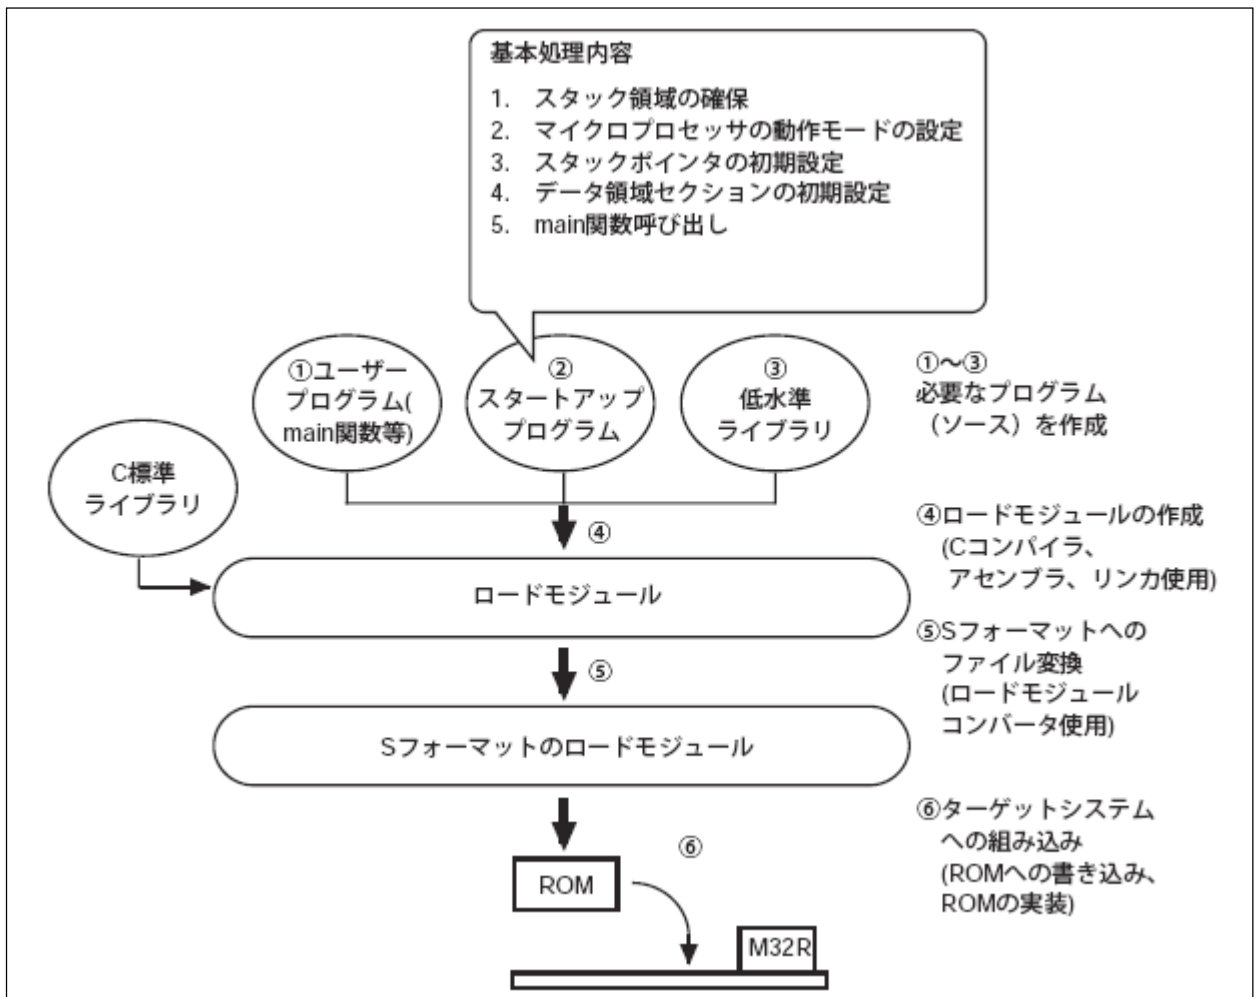 基本処理内容
1. スタック領域の確保
2. マイクロプロセッサの動作モードの設定
3. スタックポインタの初期設定
4. データ領域セクションの初期設定
5. main関数呼び出し
①ユーザー
プログラム(
main関数等)
②
スタートアップ
プログラム
③
低水準
ライブラリ
①～③
必要なプログラム
（ソース）を作成
C標準
ライブラリ
④
④ロードモジュールの作成
(Cコンパイラ、
アセンブラ、リンカ使用)
ロードモジュール
⑤
⑤Sフォーマットへの
ファイル変換
(ロードモジュール
コンバータ使用)
Sフォーマットのロードモジュール
⑥
⑥ターゲットシステム
への組み込み
(ROMへの書き込み、
ROMの実装)
ROM
M32R